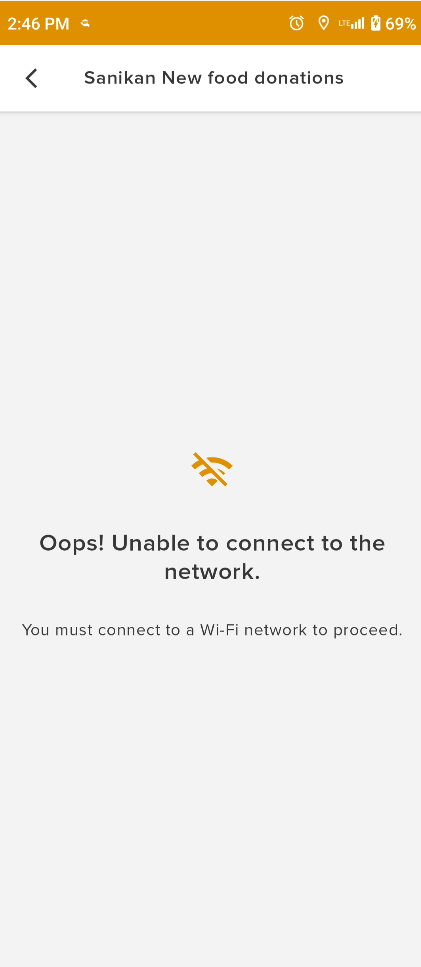 2:46 PM LTE 69%
Sanikan New food donations
Oops! Unable to connect to the
network.
You must connect to a Wi-Fi network to proceed.